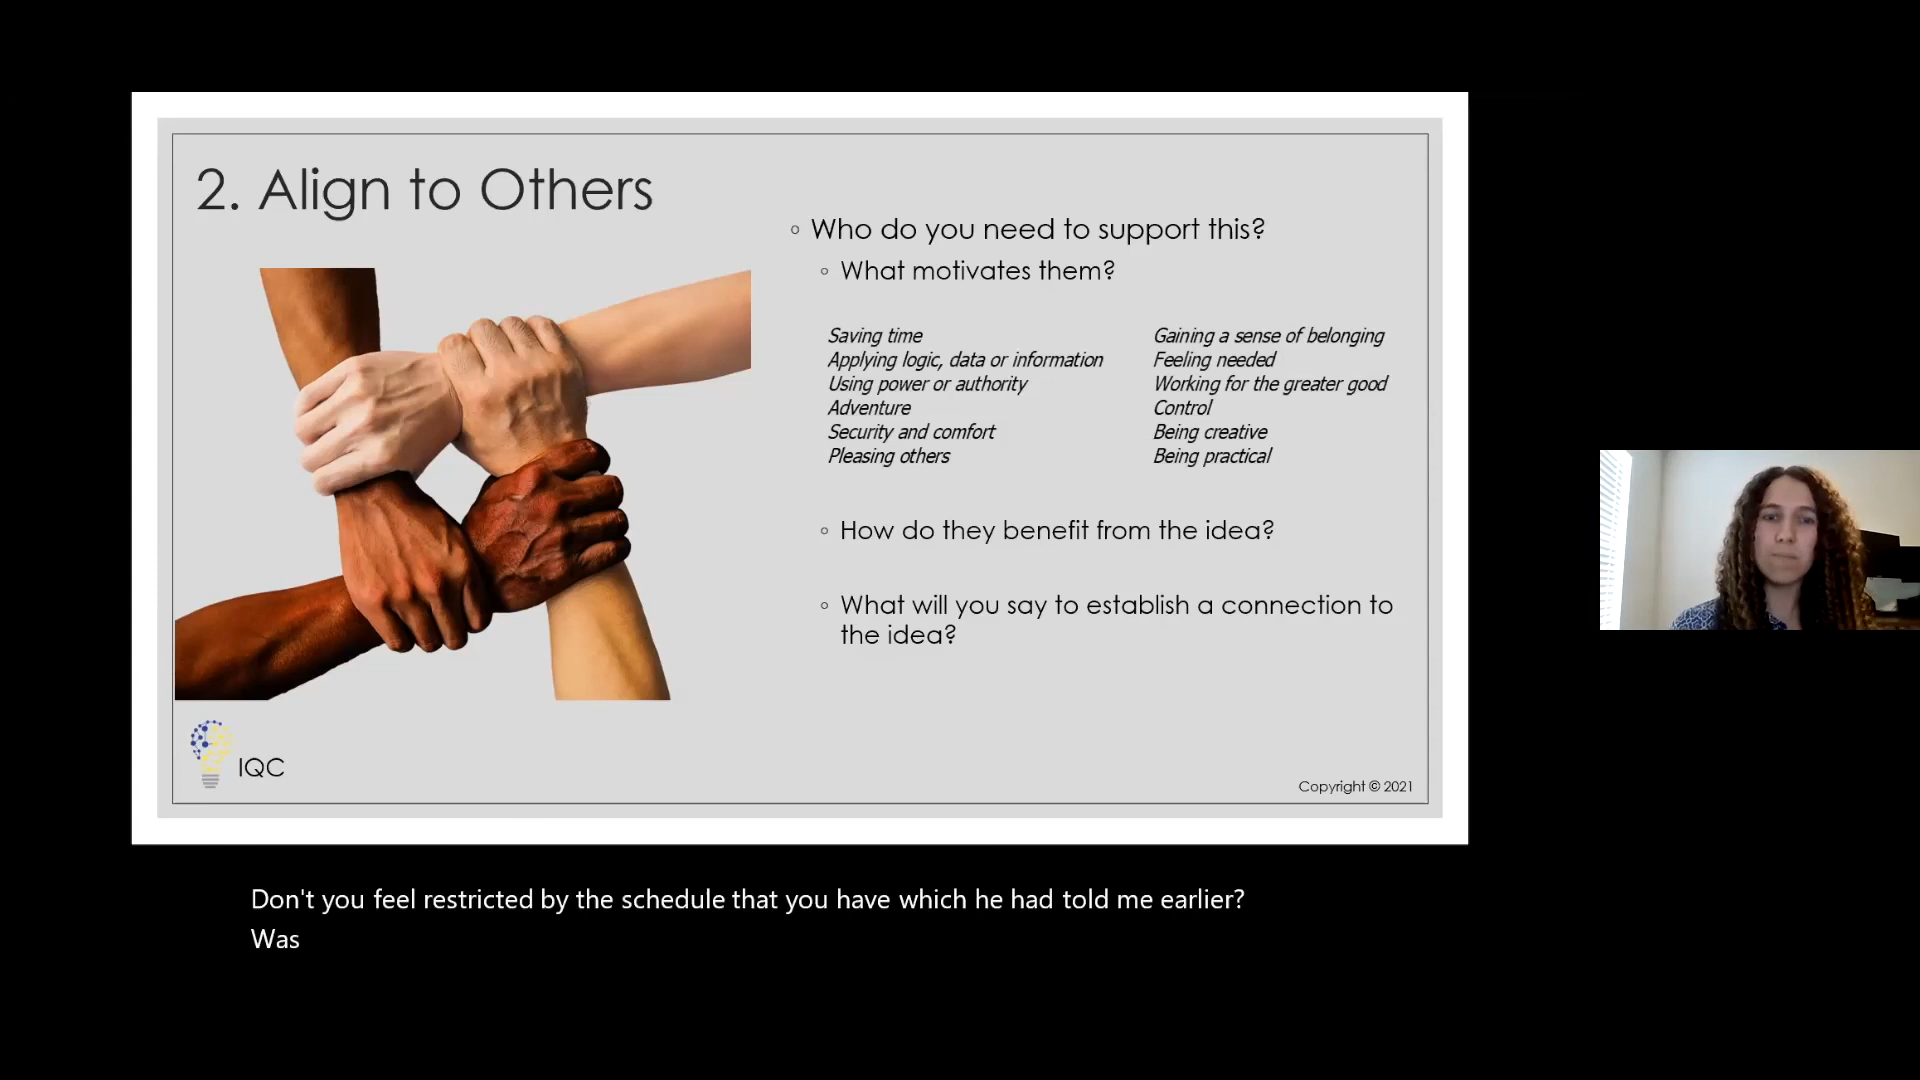 2. Align to Others
Who do you need to support this?
What motivates them?
Saving time
Applying logic, data or information
Using power or authority
Adventure
Security and comfort
Pleasing others
Gaining a sense of belonging
Feeling needed
Working for the greater good
Control
Being creative
Being practical
How do they benefit from the idea?
What will you say to establish a connection to
the idea?
IQC
Copyright © 2021
Don't you feel restricted by the schedule that you have which he had told me earlier?
Was